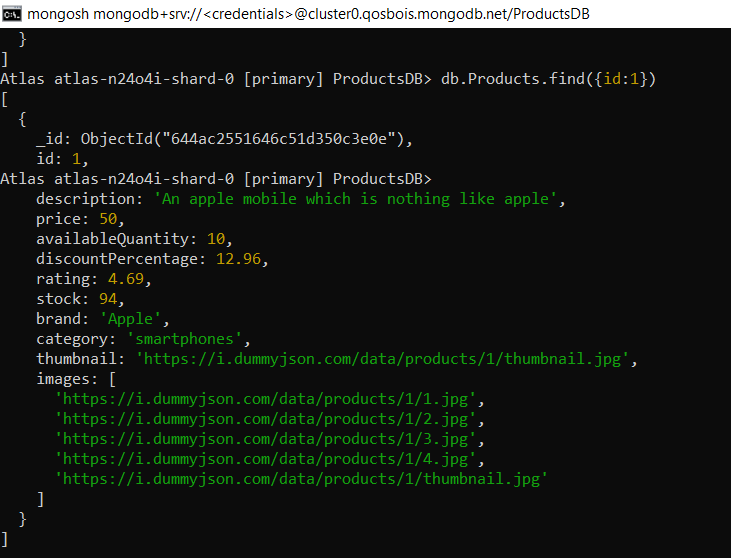 mongosh mongodb+srv://<credentials>@cluster0.qosbois.mongodb.net/ProductsDB
}
]
Atlas atlas-n24o4i-shard-0 [primary] ProductsDB> db.Products.find({id:1})
[
{
_id: ObjectId("644ac2551646c51d350c3e0e"),
id: 1,
Atlas atlas-n24o4i-shard-0 [primary] ProductsDB>
description: 'An apple mobile which is nothing like apple',
price: 50,
availableQuantity: 10,
discountPercentage: 12.96,
rating: 4.69,
stock: 94,
brand: 'Apple',
category: 'smartphones',
thumbnail: 'https://i.dummyjson.com/data/products/1/thumbnail.jpg',
images: [
'https://i.dummyjson.com/data/products/1/1.jpg',
'https://i.dummyjson.com/data/products/1/2.jpg',
'https://i.dummyjson.com/data/products/1/3.jpg',
'https://i.dummyjson.com/data/products/1/4.jpg',
'https://i.dummyjson.com/data/products/1/thumbnail.jpg'
]
}
]